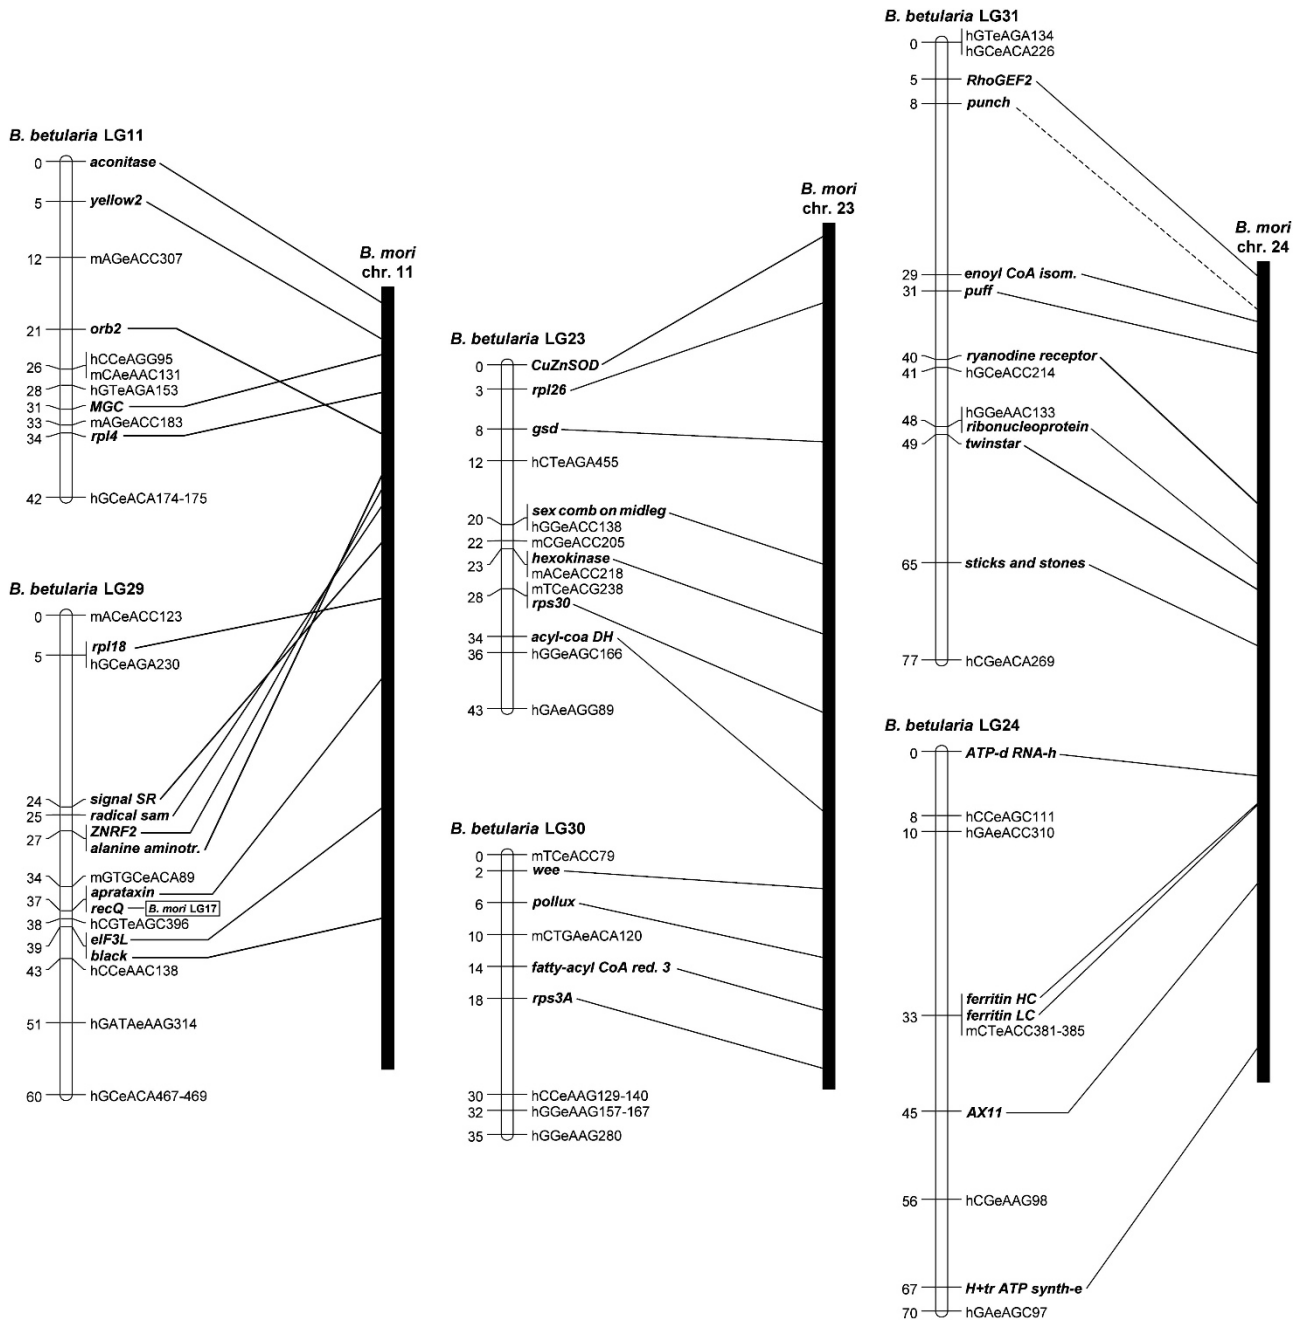 B. betularia LG11
0 aconitase
5 yellow2
12 mAGeACC307
21 orb2
26 hCCeAGG95
mCAeAAC131
28 hGTeAGA153
31 MGC
33 mAGeACC183
34 rpl4
42 hGCeACA174-175
B. betularia LG29
0 mACeACC123
5 rpl18
hGCeAGA230
24 signal SR
25 radical sam
27 ZNRF2
alanine aminotr.
34 mGTGCeACA89
37 aprataxin
recQ B. mori LG17
38 hCGTeAGC396
39 eIF3L
black
43 hCCeAAC138
51 hGATAeAAG314
60 hGCeACA467-469
B. mori
chr. 11
B. betularia LG23
0 CuZnSOD
3 rpl26
8 gsd
12 hCTeAGA455
20 sex comb on midleg
hGGeACC138
22 mCGeACC205
23 hexokinase
mACeACC218
28 mTCeACG238
rps30
34 acyl-coa DH
36 hGGeAGC166
43 hGAeAGG89
B. betularia LG30
0 mTCeACC79
2 wee
6 pollux
10 mCTGAeACA120
14 fatty-acyl CoA red. 3
18 rps3A
30 hCCeAAG129-140
32 hGGeAAG157-167
35 hGGeAAG280
B. mori
chr. 23
B. betularia LG31
0 hGTeAGA134
hGCeACA226
5 RhoGEF2
8 punch
29 enoyl CoA isom.
31 puff
40 ryanodine receptor
41 hGCeACC214
48 hGGeAAC133
ribonucleoprotein
49 twinstar
65 sticks and stones
77 hCGeACA269
B. betularia LG24
0 ATP-d RNA-h
8 hCCeAGC111
10 hGAeACC310
33 ferritin HC
ferritin LC
mCTeACC381-385
45 AX11
56 hCGeAAG98
67 H+tr ATP synth-e
70 hGAeAGC97
B. mori
chr. 24